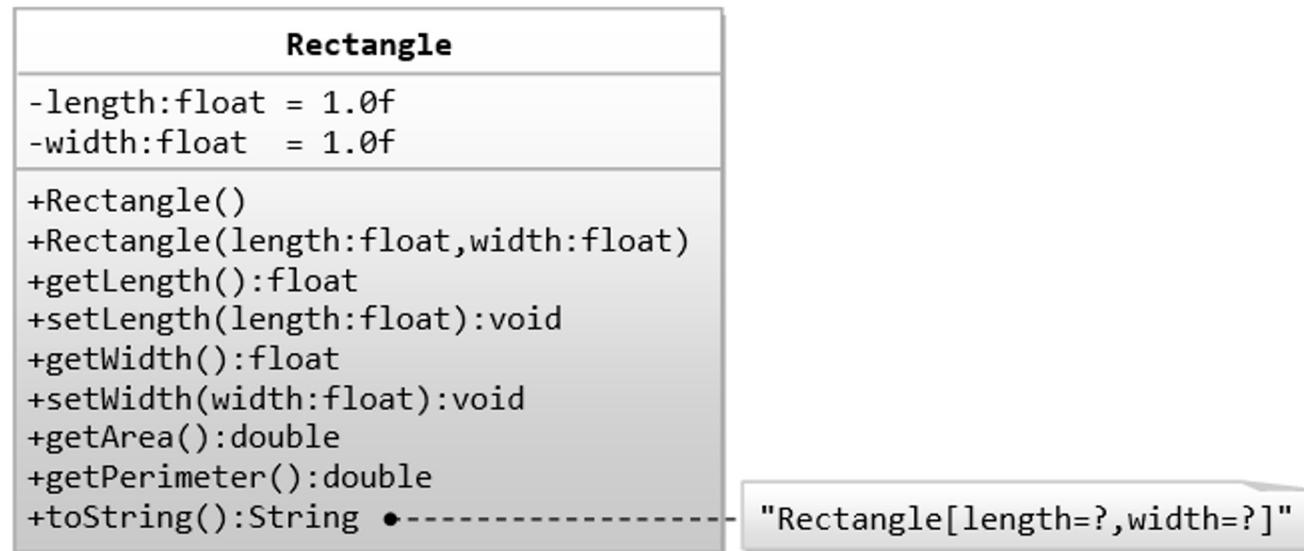 Rectangle
-length:float = 1.0f
-width:float  = 1.0f
+Rectangle()
+Rectangle(length:float,width:float)
+getLength():float
+setLength(length:float):void
+getWidth():float
+setWidth(width:float):void
+getArea():double
+getPerimeter():double
+toString():String
"Rectangle[length=?,width=?]"